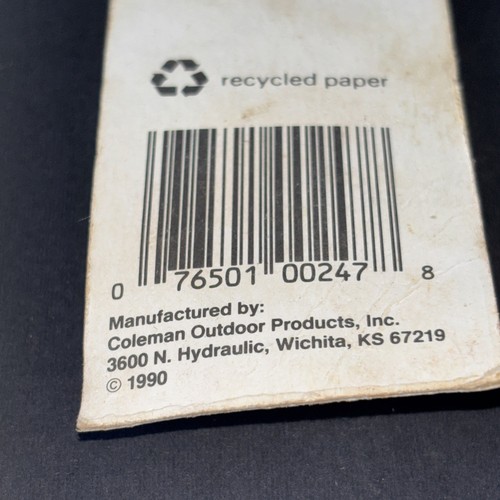 recycled paper
0 76501 00247 8
Manufactured by:
Coleman Outdoor Products, Inc.
3600 N. Hydraulic, Wichita, KS 67219
© 1990